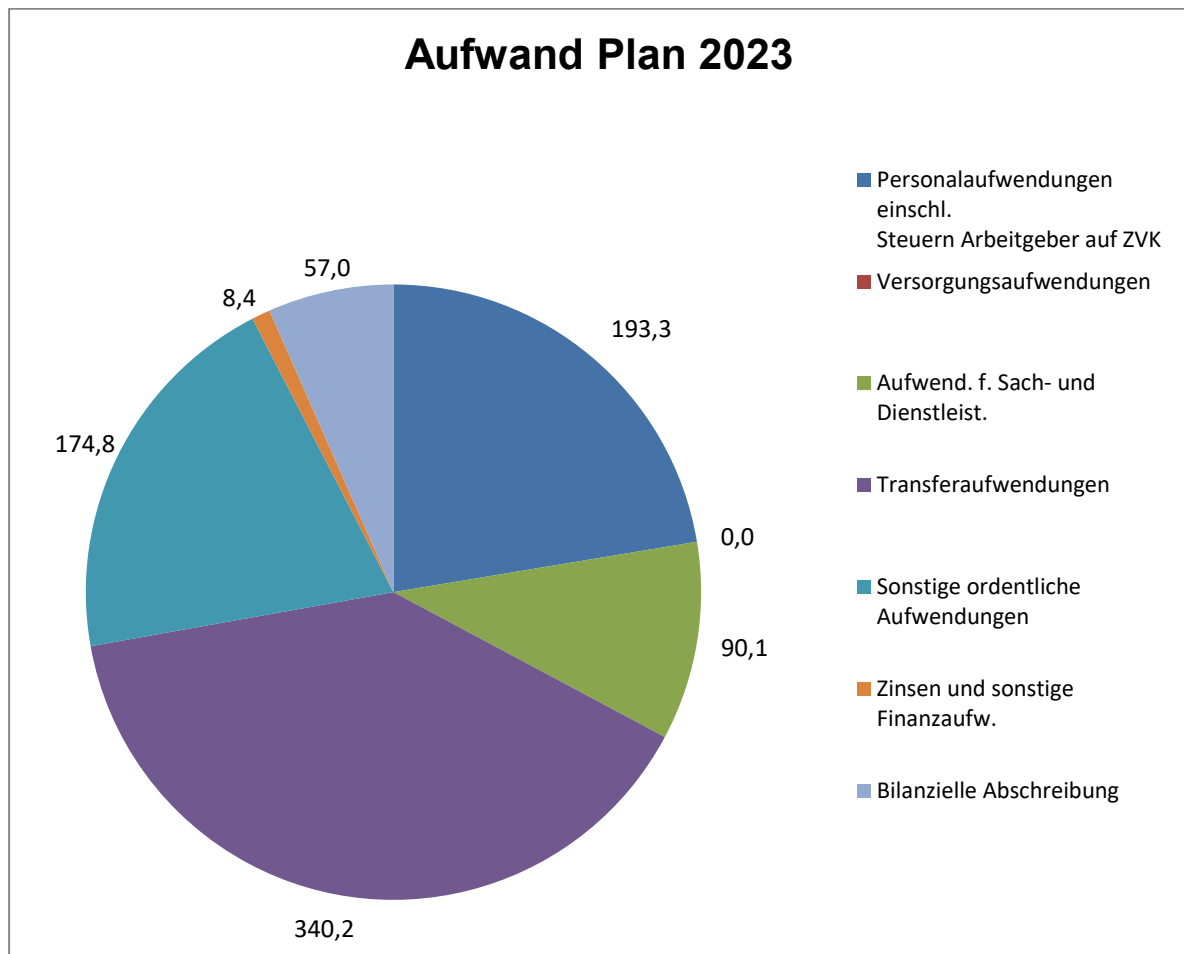 Aufwand Plan 2023
57,0
8,4
193,3
174,8
0,0
90,1
340,2
Personalaufwendungen
einschl.
Steuern Arbeitgeber auf ZVK
Versorgungsaufwendungen
Aufwend. f. Sach- und
Dienstleist.
Transferaufwendungen
Sonstige ordentliche
Aufwendungen
Zinsen und sonstige
Finanzaufw.
Bilanzielle Abschreibung